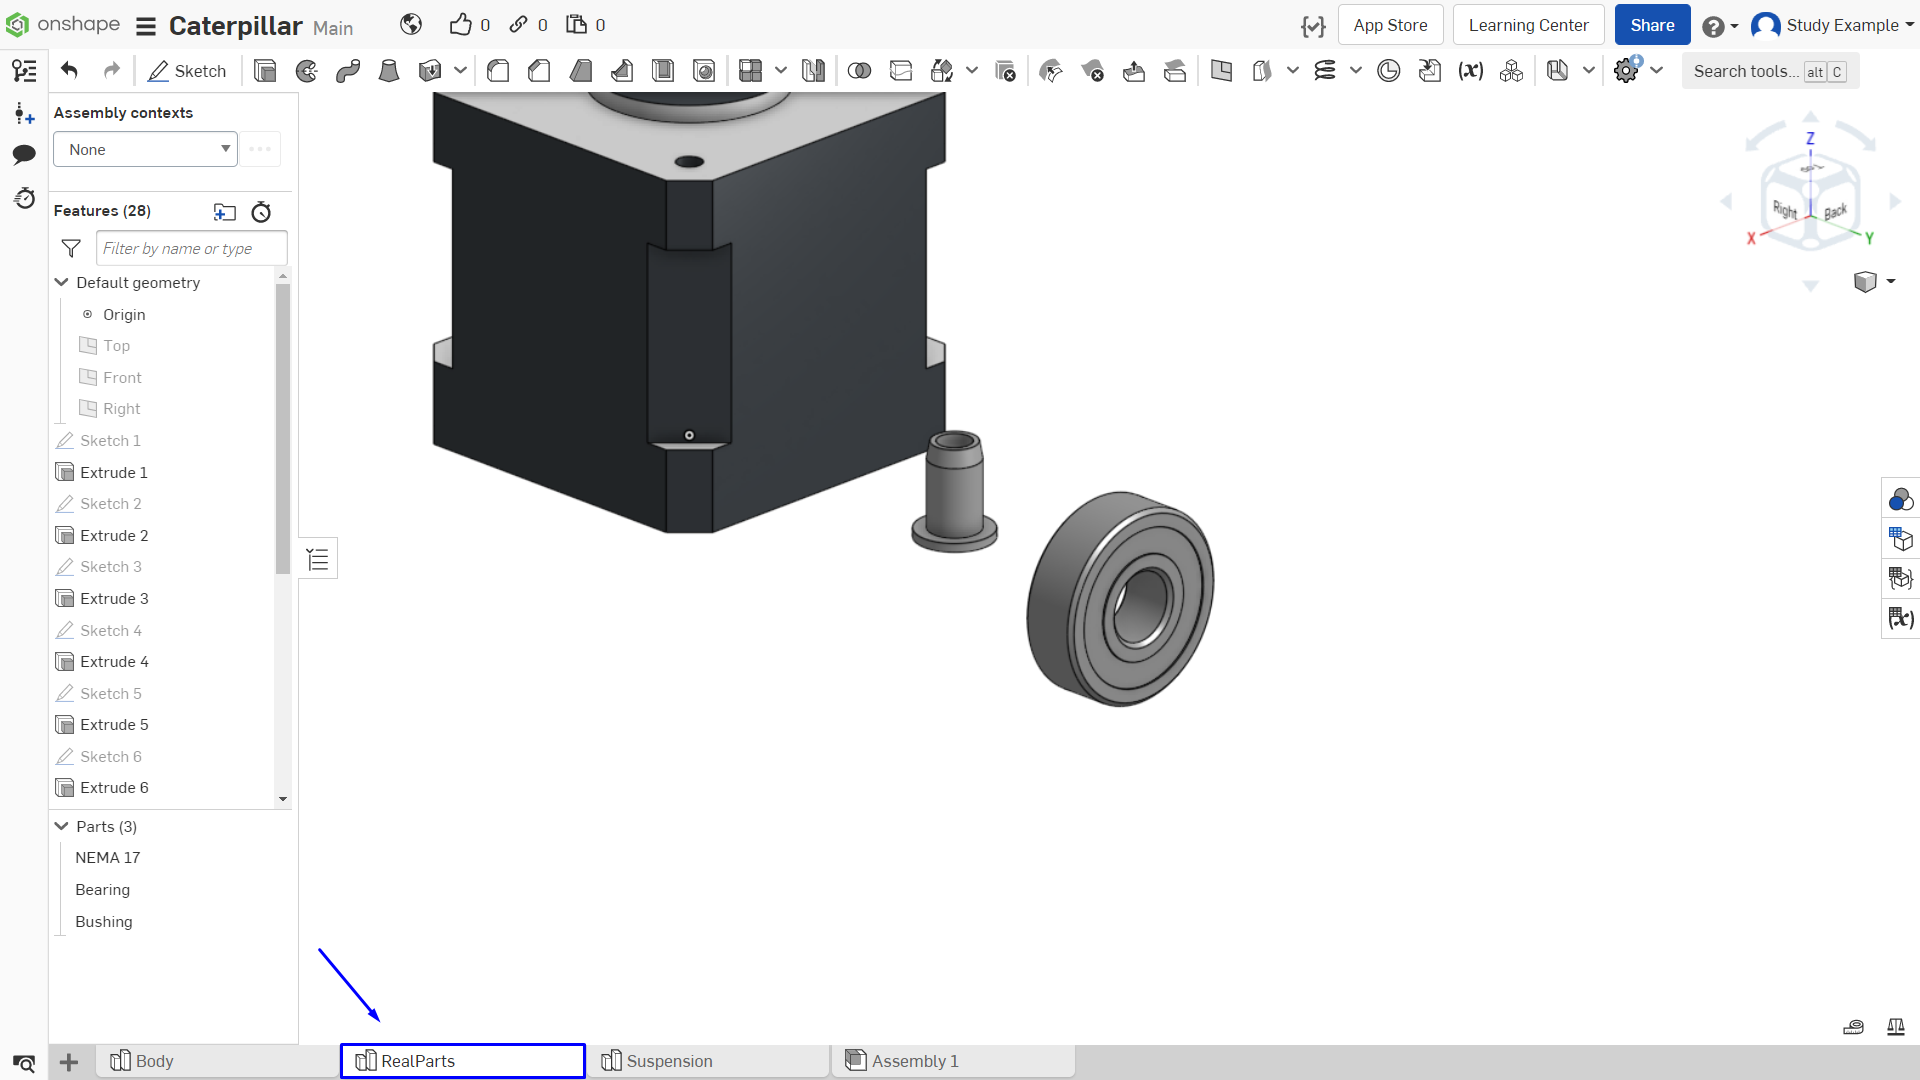 onshape Caterpillar Main 0 0 0 App Store Learning Center Share Study Example
Sketch Search tools... alt C
Assembly contexts
None
Features (28)
Filter by name or type
Default geometry
Origin
Top
Front
Right
Sketch 1
Extrude 1
Sketch 2
Extrude 2
Sketch 3
Extrude 3
Sketch 4
Extrude 4
Sketch 5
Extrude 5
Sketch 6
Extrude 6
Parts (3)
NEMA 17
Bearing
Bushing
Z
Right Back
X Y
Body RealParts Suspension Assembly 1